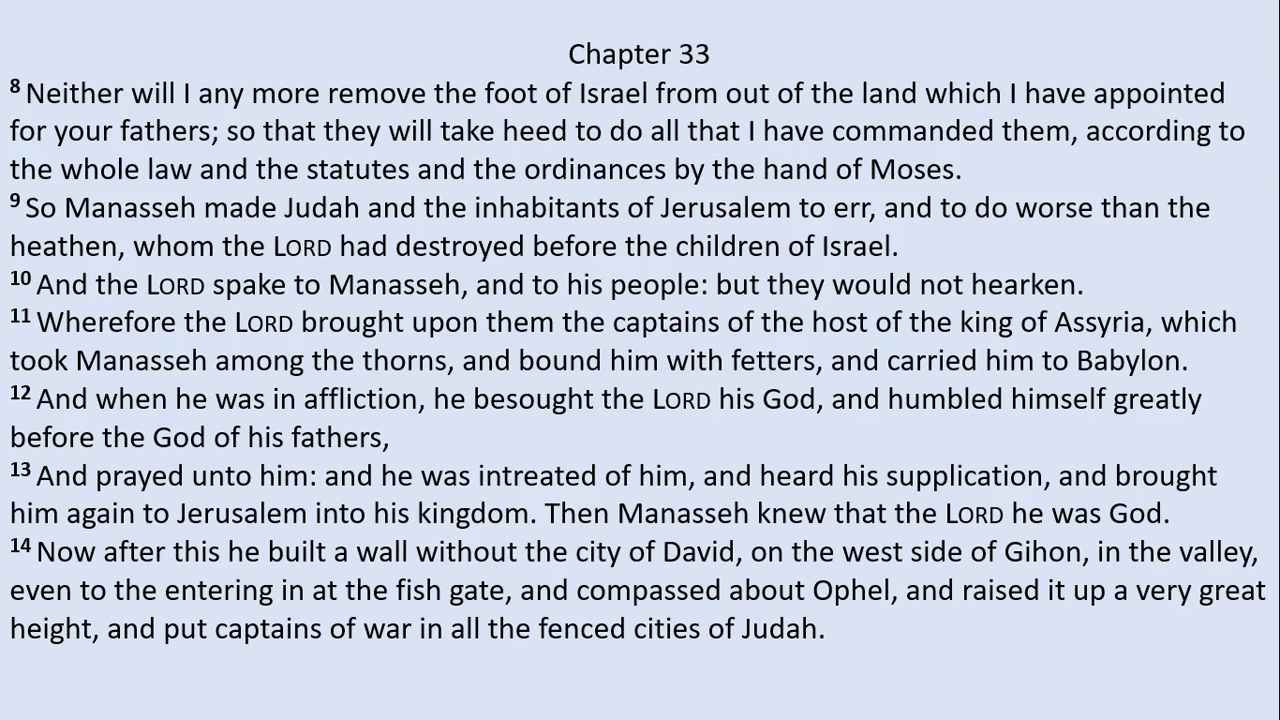 Chapter 33
8 Neither will I any more remove the foot of Israel from out of the land which I have appointed
for your fathers; so that they will take heed to do all that I have commanded them, according to
the whole law and the statutes and the ordinances by the hand of Moses.
9 So Manasseh made Judah and the inhabitants of Jerusalem to err, and to do worse than the
heathen, whom the LORD had destroyed before the children of Israel.
10 And the LORD spake to Manasseh, and to his people: but they would not hearken.
11 Wherefore the LORD brought upon them the captains of the host of the king of Assyria, which
took Manasseh among the thorns, and bound him with fetters, and carried him to Babylon.
12 And when he was in affliction, he besought the LORD his God, and humbled himself greatly
before the God of his fathers,
13 And prayed unto him: and he was intreated of him, and heard his supplication, and brought
him again to Jerusalem into his kingdom. Then Manasseh knew that the LORD he was God.
14 Now after this he built a wall without the city of David, on the west side of Gihon, in the valley,
even to the entering in at the fish gate, and compassed about Ophel, and raised it up a very great
height, and put captains of war in all the fenced cities of Judah.